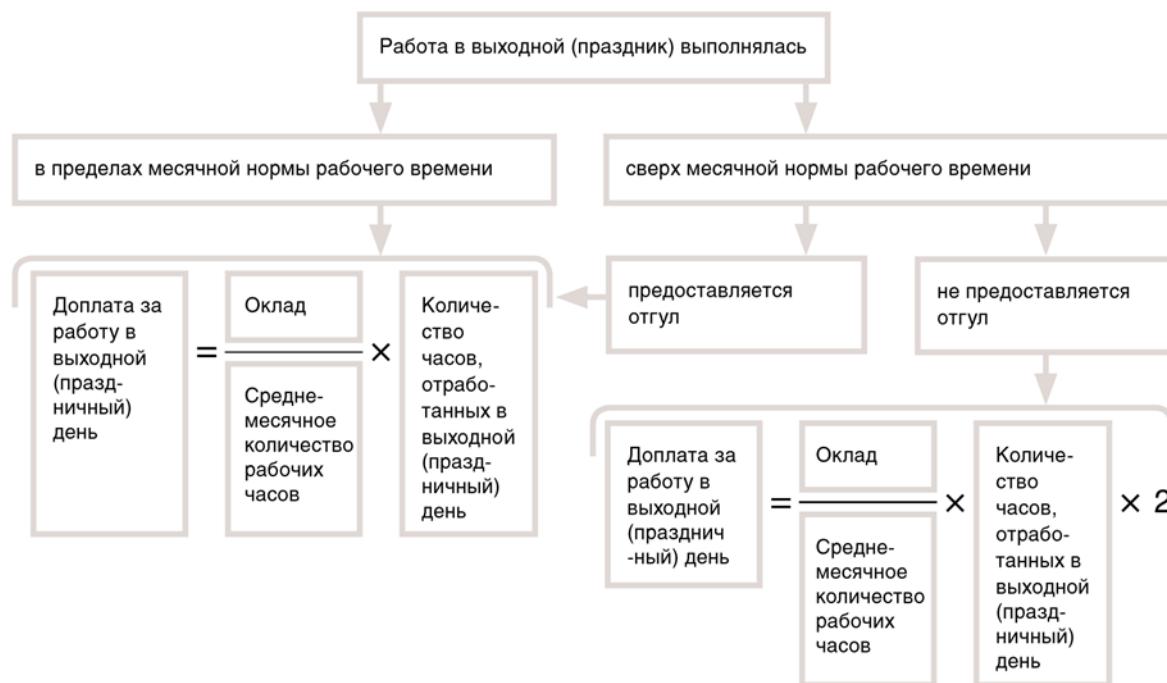 Работа в выходной (праздник) выполнялась
в пределах месячной нормы рабочего времени
сверх месячной нормы рабочего времени
предоставляется
отгул
не предоставляется
отгул
Доплата за
работу в
выходной
(празд-
ничный)
день
=
Оклад
Средне-
месячное
количество
рабочих
часов
×
Количе-
ство
часов,
отрабо-
танных в
выходной
(празд-
ничный)
день
Доплата за
работу в
выходной
(празднич
-ный) день
=
Оклад
Средне-
месячное
количество
рабочих
часов
×
Количе-
ство
часов,
отрабо-
танных в
выходной
(празд-
ничный)
день
× 2